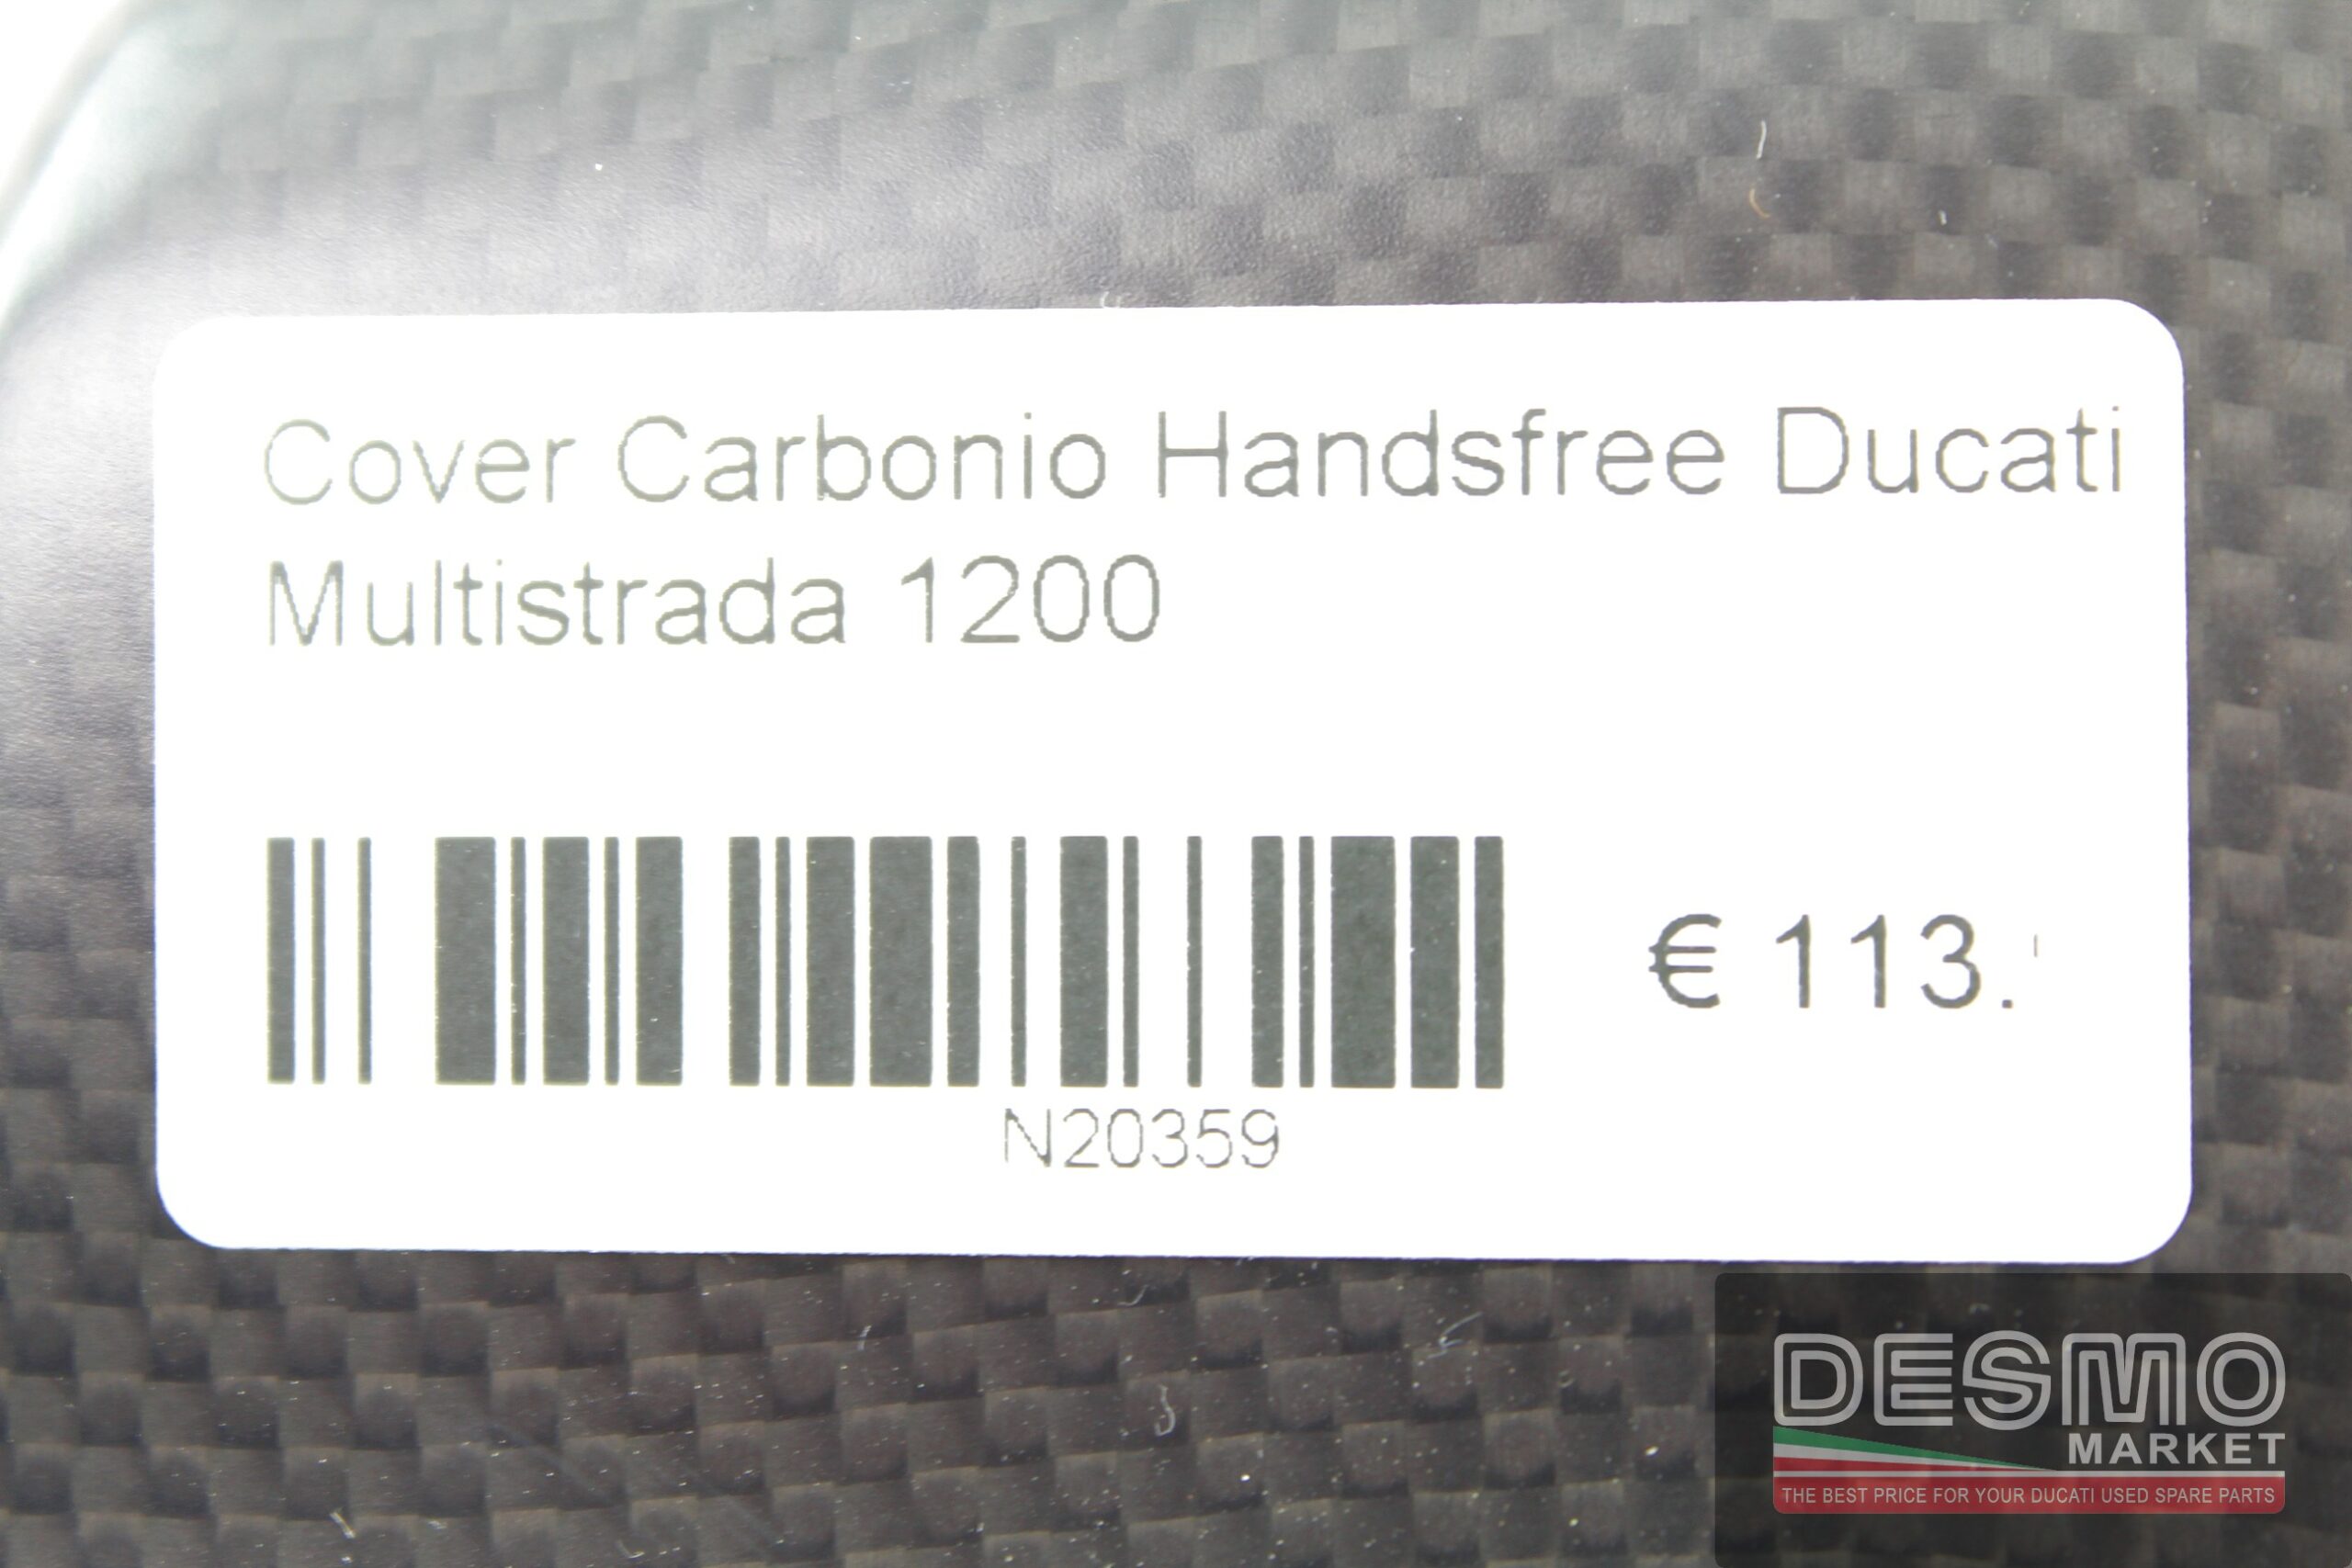 Cover Carbonio Handsfree Ducati
Multistrada 1200
€ 113.
N20359
DESMO
MARKET
THE BEST PRICE FOR YOUR DUCATI USED SPARE PARTS